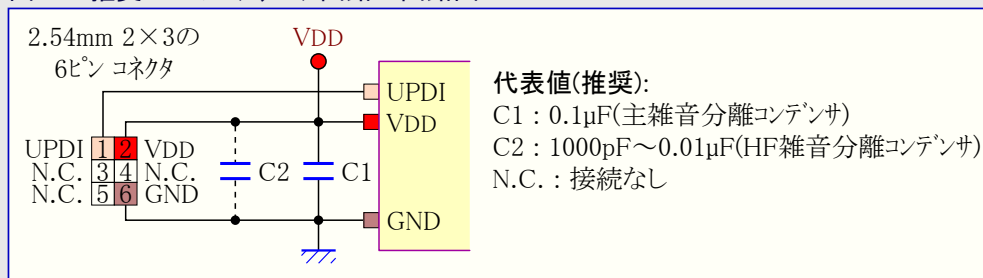 2.54mm 2×3の
6ピン コネクタ
VDD
UPDI
VDD
GND
UPDI 1 2 VDD
N.C. 3 4 N.C.
N.C. 5 6 GND
C2
C1
代表値(推奨):
C1 : 0.1µF(主雑音分離コンデンサ)
C2 : 1000pF～0.01µF(HF雑音分離コンデンサ)
N.C. : 接続なし